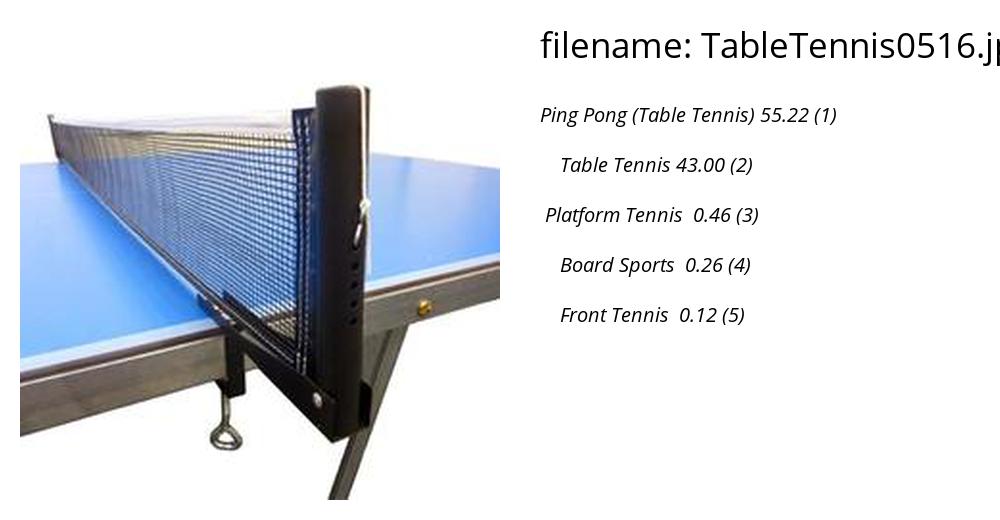 filename: TableTennis0516.jp
Ping Pong (Table Tennis) 55.22 (1)
Table Tennis 43.00 (2)
Platform Tennis 0.46 (3)
Board Sports 0.26 (4)
Front Tennis 0.12 (5)